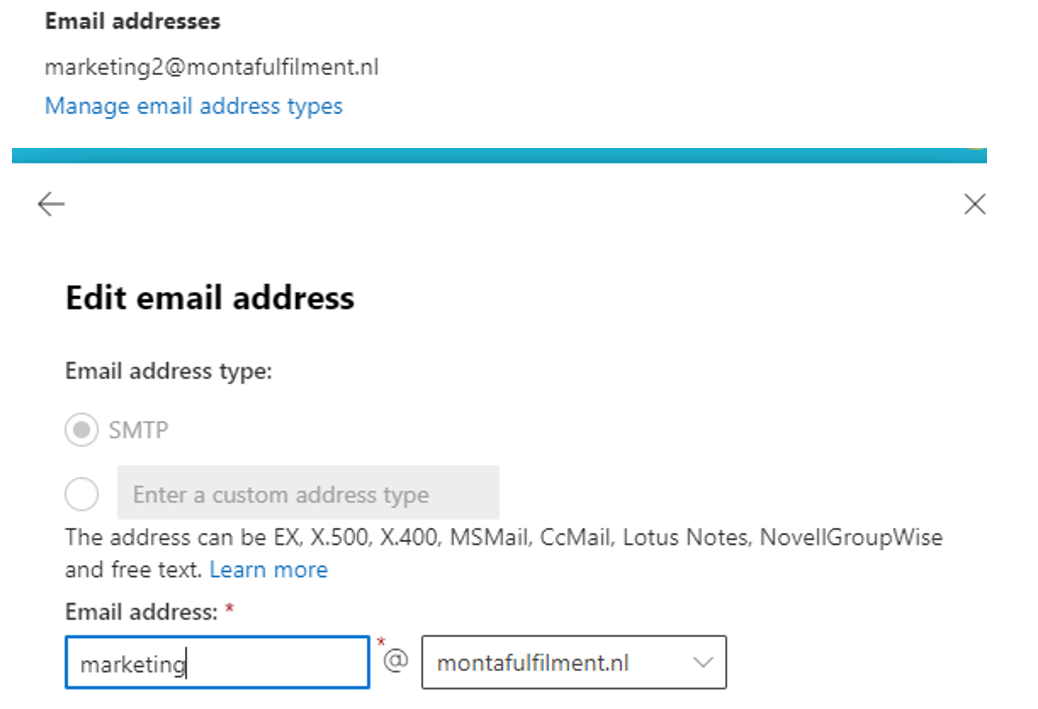 Email addresses
marketing2@montafulfilment.nl
Manage email address types
Edit email address
Email address type:
SMTP
Enter a custom address type
The address can be EX, X.500, X.400, MSMail, CcMail, Lotus Notes, NovellGroupWise
and free text. Learn more
Email address: *
marketing * @ montafulfilment.nl